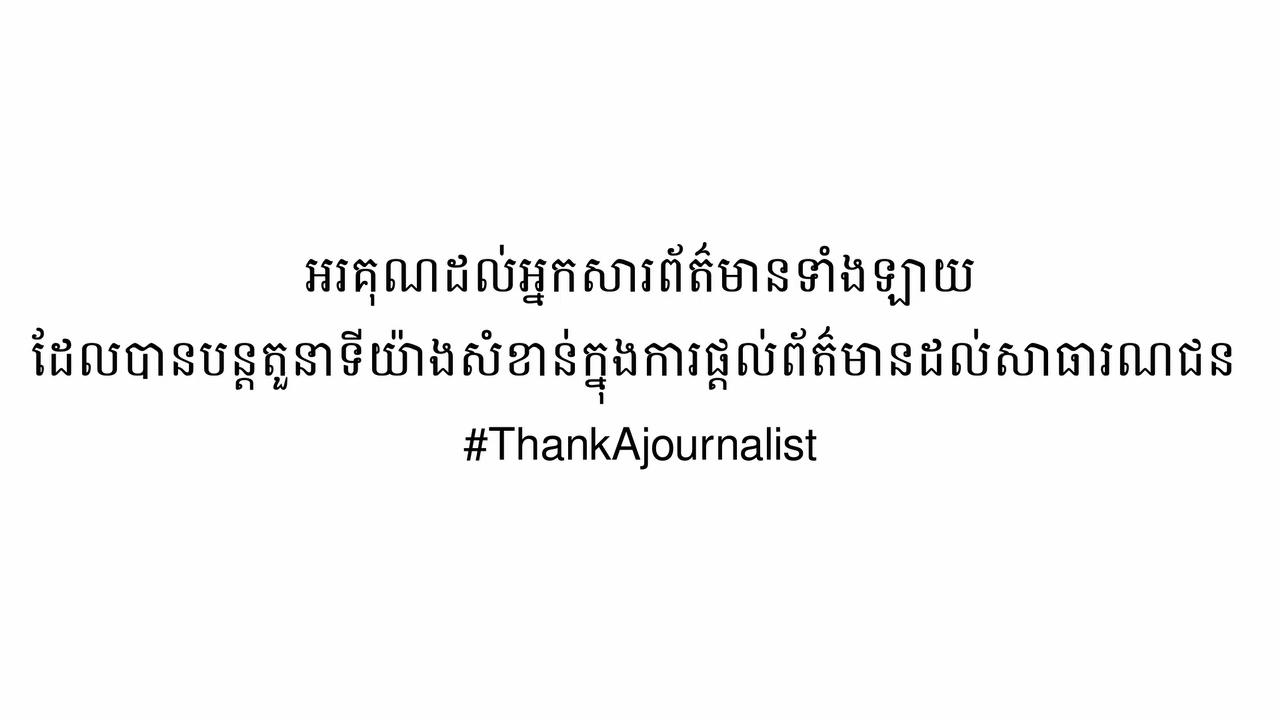 អរគុណដល់អ្នកសារព័ត៌មានទាំងឡាយ
ដែលបានបន្តតួនាទីយ៉ាងសំខាន់ក្នុងការផ្តល់ព័ត៌មានដល់សាធារណជន
#ThankAjournalist